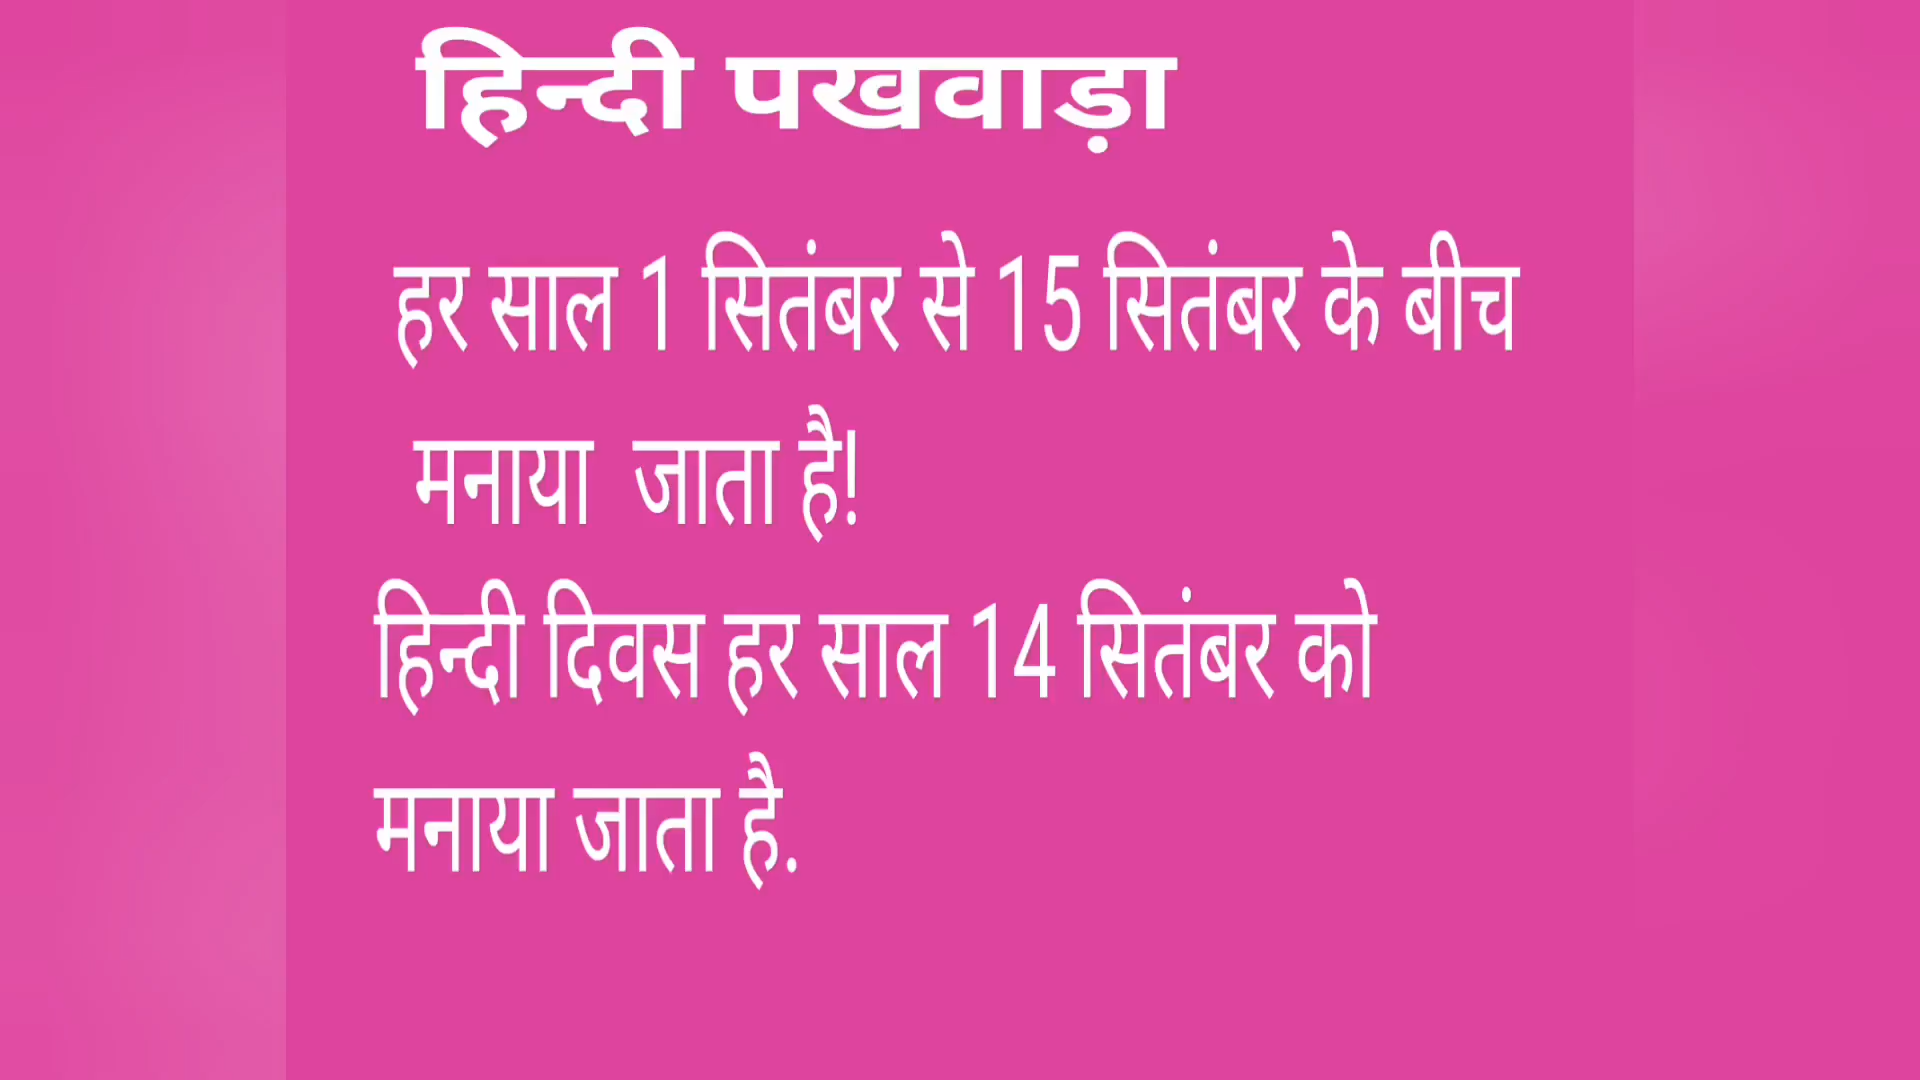 हिन्दी पखवाड़ा
हर साल 1 सितंबर से 15 सितंबर के बीच
मनाया जाता है!
हिन्दी दिवस हर साल 14 सितंबर को
मनाया जाता है.